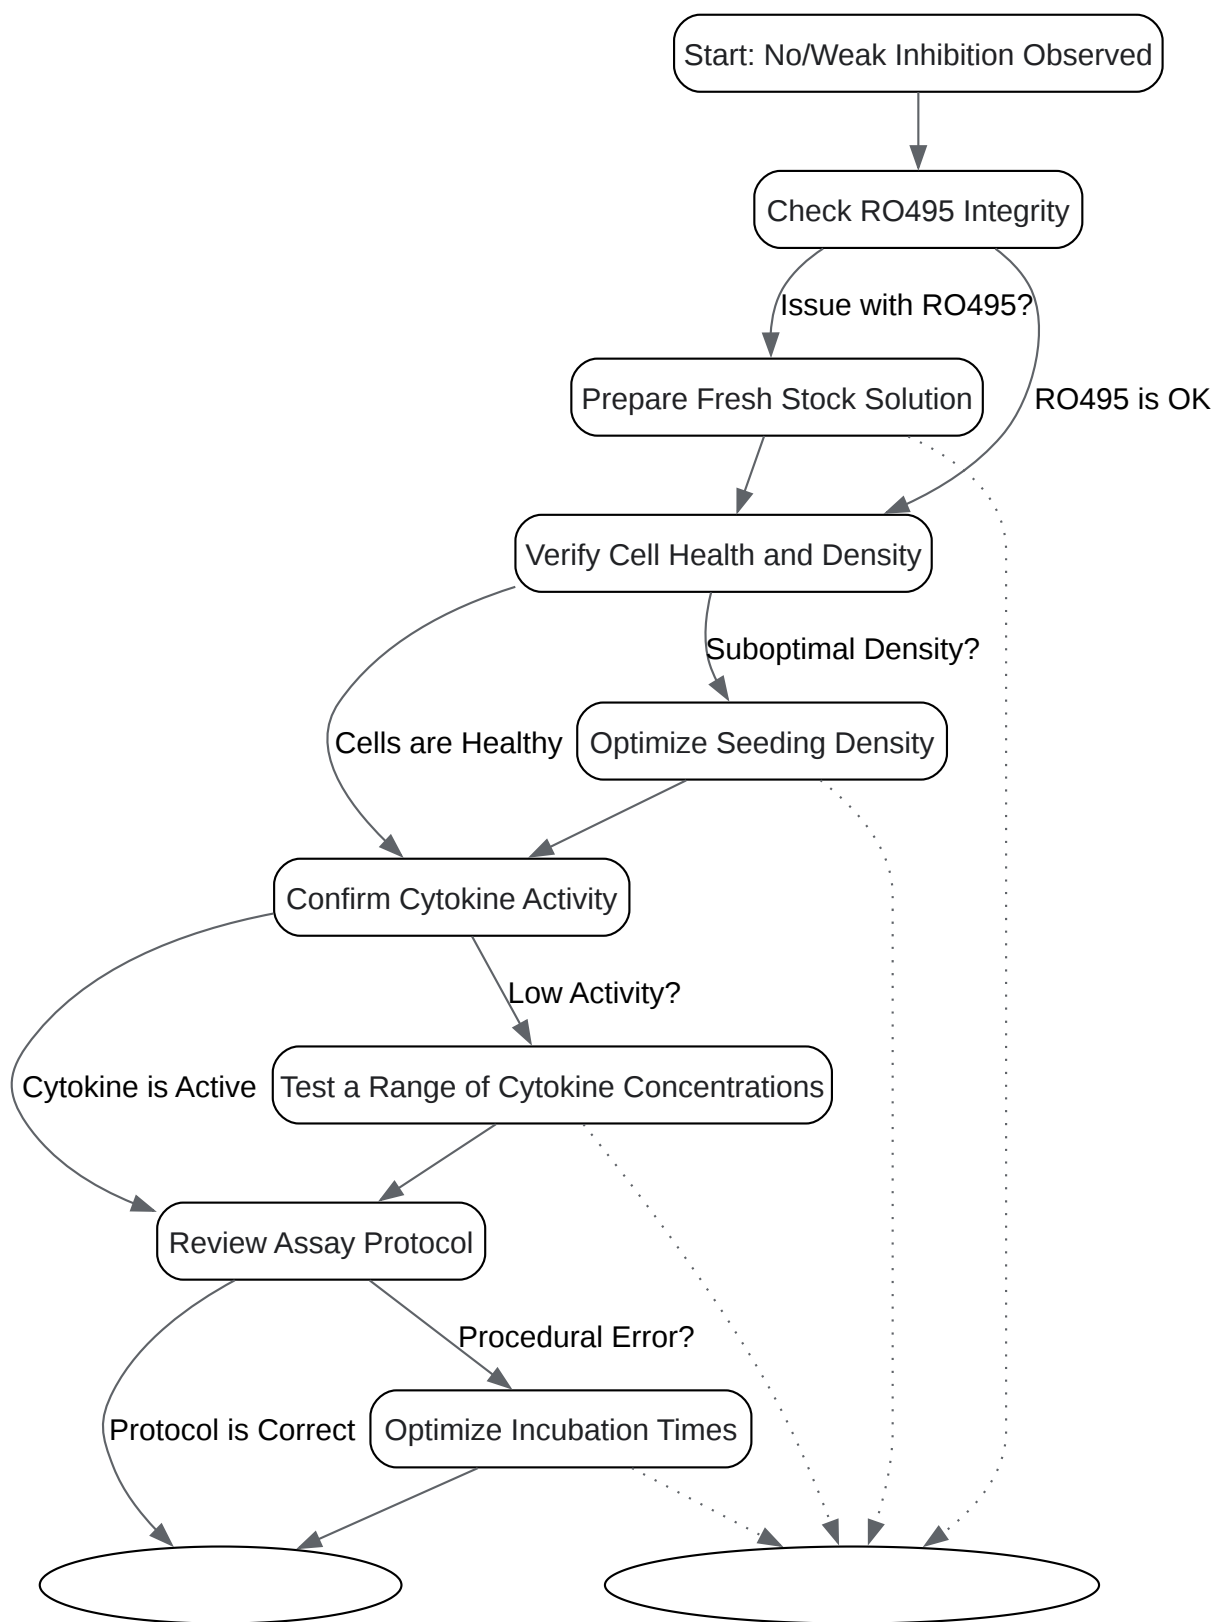 Start: No/Weak Inhibition Observed
Check RO495 Integrity
Issue with RO495?
Prepare Fresh Stock Solution
RO495 is OK
Verify Cell Health and Density
Suboptimal Density?
Cells are Healthy
Optimize Seeding Density
Confirm Cytokine Activity
Low Activity?
Cytokine is Active
Test a Range of Cytokine Concentrations
Review Assay Protocol
Procedural Error?
Protocol is Correct
Optimize Incubation Times